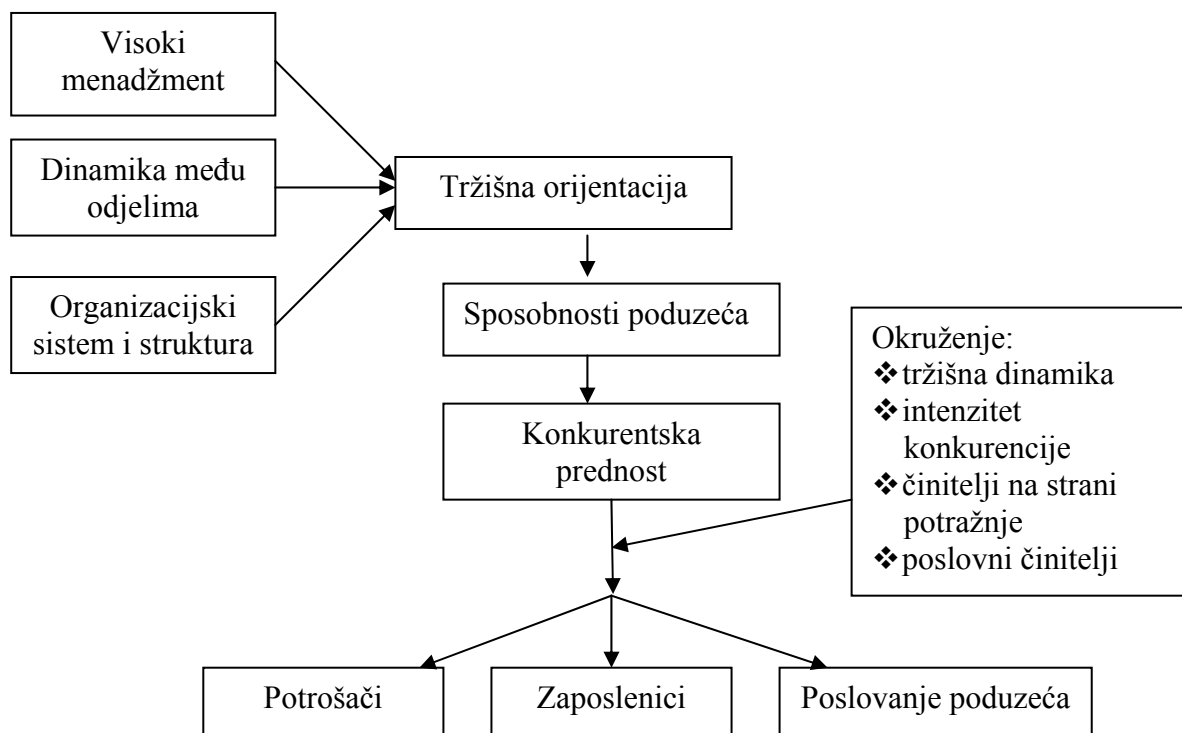 Visoki
menadžment
Dinamika među
odjelima
Organizacijski
sistem i struktura
Tržišna orijentacija
Sposobnosti poduzeća
Konkurentska
prednost
Okruženje:
❖tržišna dinamika
❖intenzitet
konkurencije
❖činitelji na strani
potražnje
❖poslovni činitelji
Potrošači
Zaposlenici
Poslovanje poduzeća